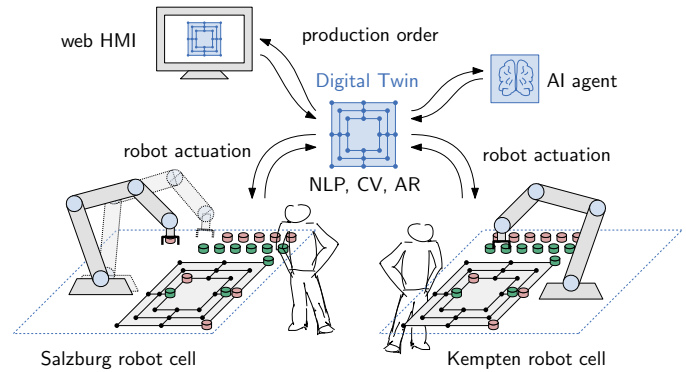 web HMI
production order
Digital Twin
AI agent
robot actuation
robot actuation
NLP, CV, AR
Salzburg robot cell
Kempten robot cell